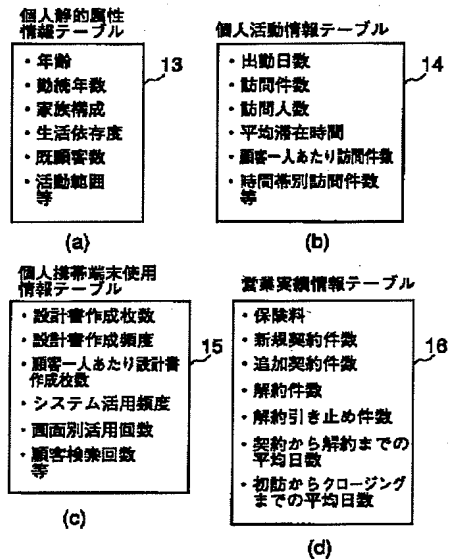 個人静的属性
情報テーブル
・年齢
・勤続年数
・家族構成
・生活依存度
・既顧客数
・活動範囲
等
13
(a)
個人活動情報テーブル
・出勤日数
・訪問件数
・訪問人数
・平均滞在時間
・顧客一人あたり訪問件数
・時間帯別訪問件数
等
14
(b)
個人携帯端末使用
情報テーブル
・設計書作成枚数
・設計書作成頻度
・顧客一人あたり設計書
作成枚数
・システム活用頻度
・画面別活用回数
・顧客検索回数
等
15
(c)
営業実績情報テーブル
・保険料
・新規契約件数
・追加契約件数
・解約件数
・解約引き止め件数
・契約から解約までの
平均日数
・初訪からクロージング
までの平均日数
16
(d)